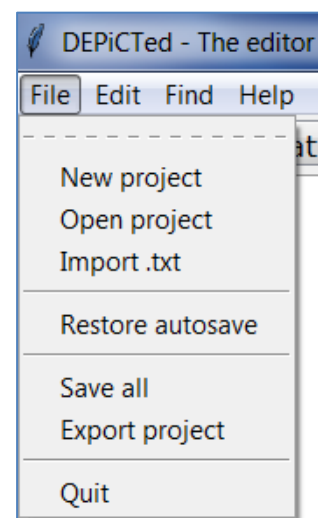 DEPiCTed - The editor
File Edit Find Help
at
New project
Open project
Import .txt
Restore autosave
Save all
Export project
Quit